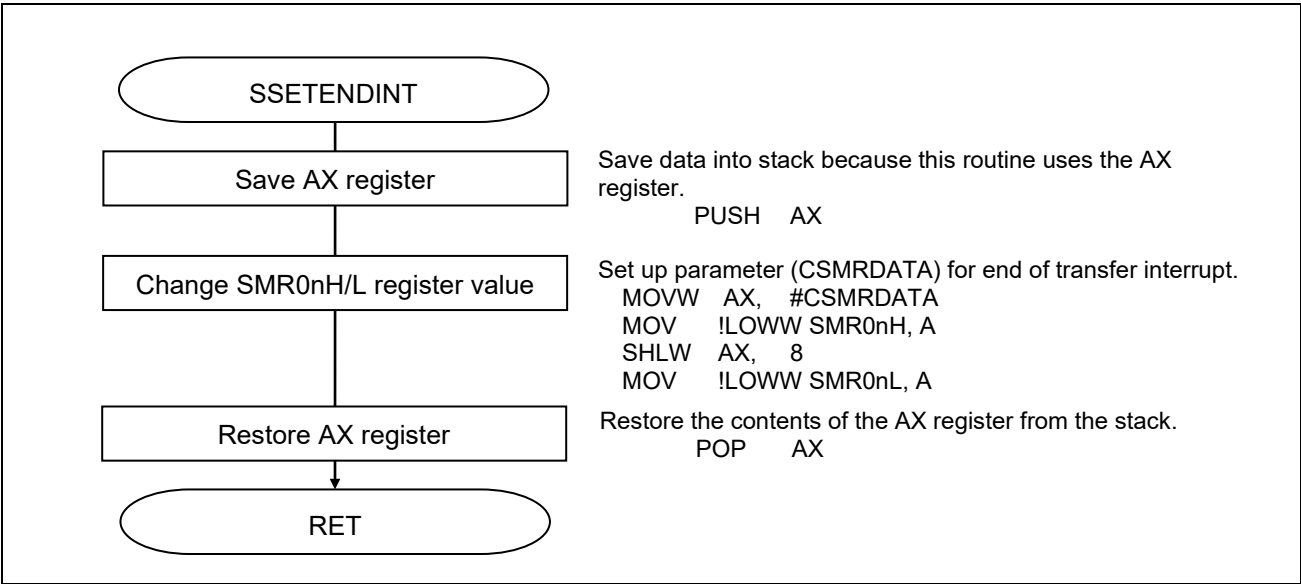 SSETENDINT
Save AX register
Save data into stack because this routine uses the AX
register.
PUSH AX
Change SMR0nH/L register value
Set up parameter (CSMRDATA) for end of transfer interrupt.
MOVW AX, #CSMRDATA
MOV !LOWW SMR0nH, A
SHLW AX, 8
MOV !LOWW SMR0nL, A
Restore AX register
Restore the contents of the AX register from the stack.
POP AX
RET